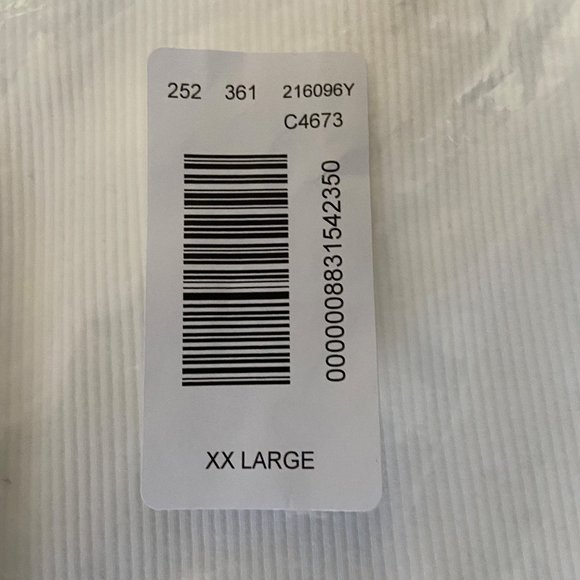 252 361 216096Y
C4673
0000008831542350
XX LARGE